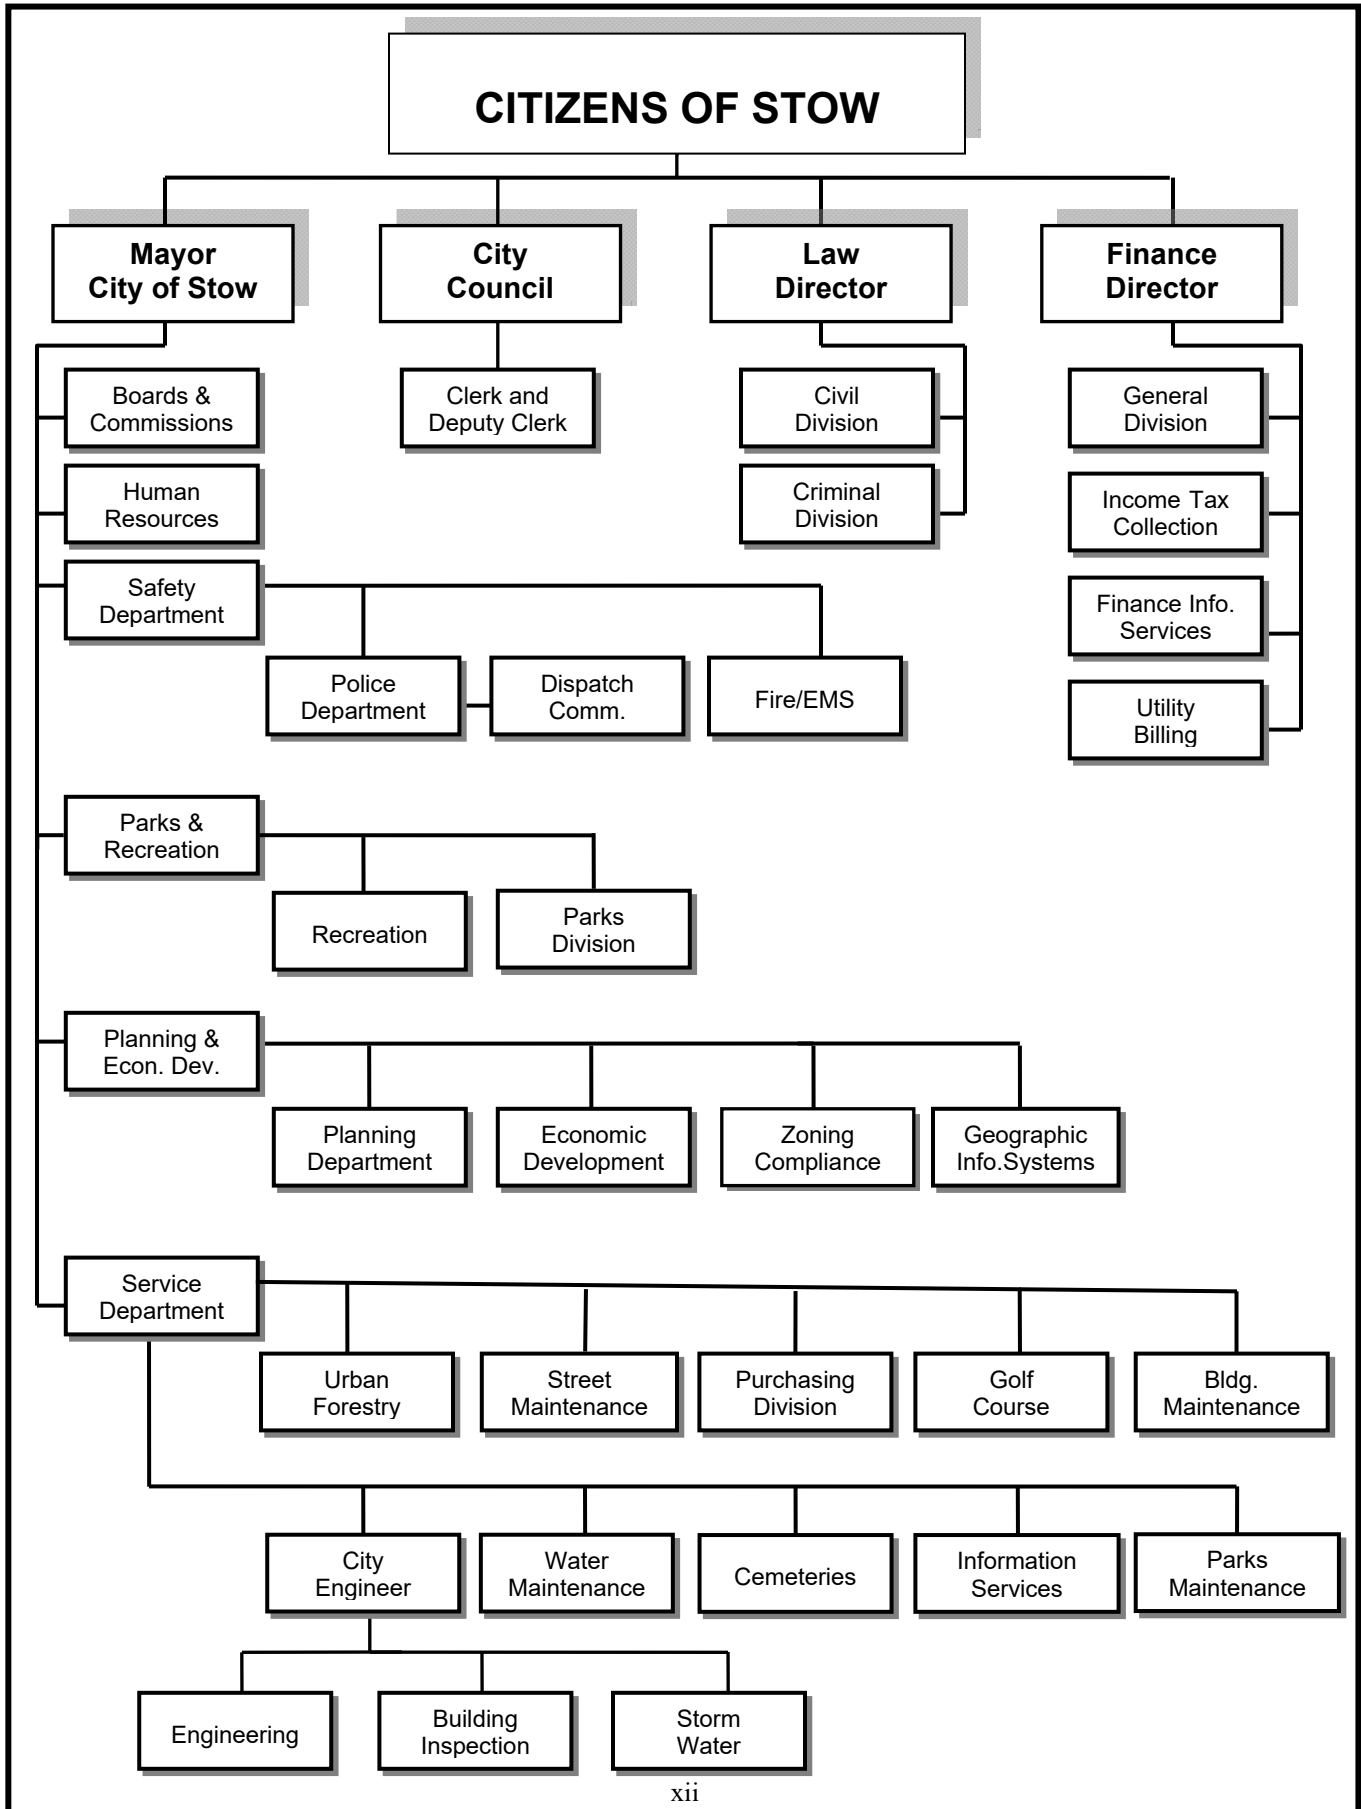 CITIZENS OF STOW
Mayor
City of Stow
City
Council
Law
Director
Finance
Director
Boards &
Commissions
Clerk and
Deputy Clerk
Civil
Division
General
Division
Human
Resources
Criminal
Division
Income Tax
Collection
Safety
Department
Finance Info.
Services
Police
Department
Dispatch
Comm.
Fire/EMS
Utility
Billing
Parks &
Recreation
Recreation
Parks
Division
Planning &
Econ. Dev.
Planning
Department
Economic
Development
Zoning
Compliance
Geographic
Info.Systems
Service
Department
Urban
Forestry
Street
Maintenance
Purchasing
Division
Golf
Course
Bldg.
Maintenance
City
Engineer
Water
Maintenance
Cemeteries
Information
Services
Parks
Maintenance
Engineering
Building
Inspection
Storm
Water
xii